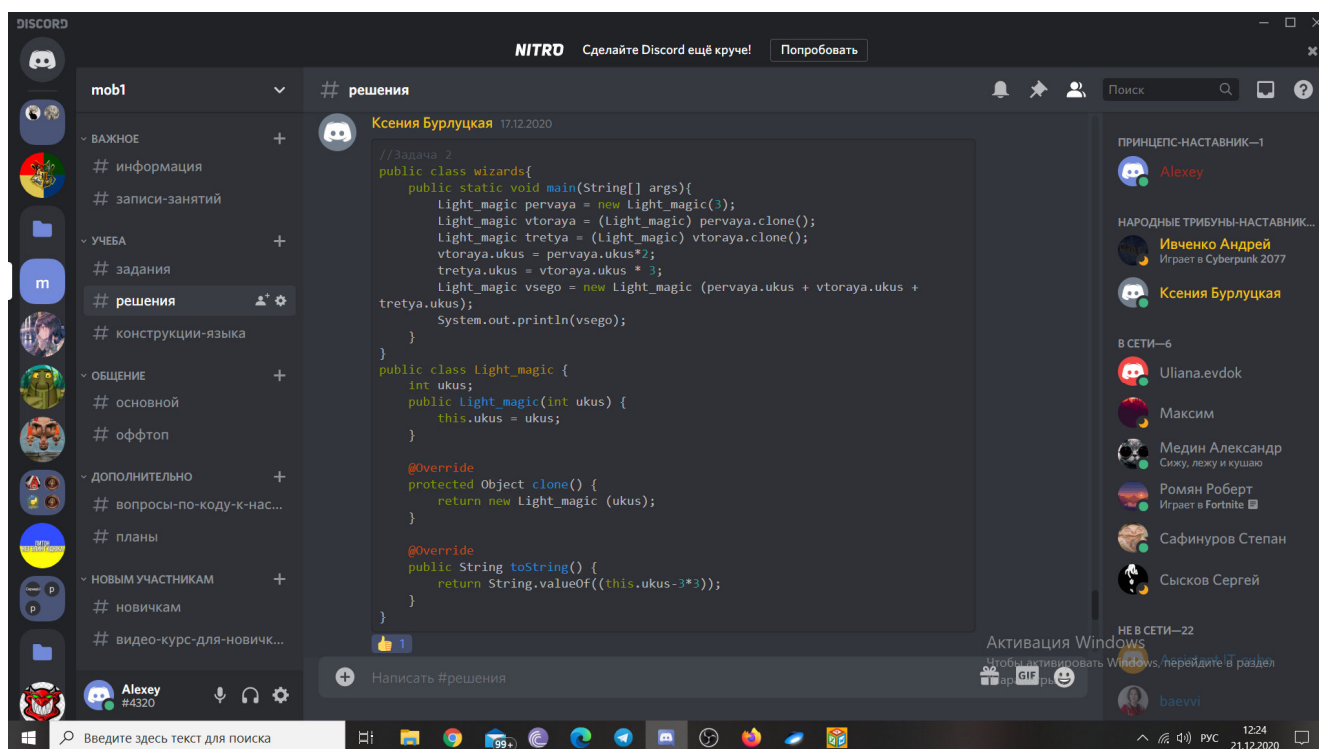 DISCORD
NITRO Сделайте Discord ещё круче! Попробовать
mob1
# решения
Поиск
ВАЖНОЕ
# информация
# записи-занятий
УЧЕБА
# задания
# решения
# конструкции-языка
ОБЩЕНИЕ
# основной
# оффтоп
ДОПОЛНИТЕЛЬНО
# вопросы-по-коду-к-нас...
# планы
НОВЫМ УЧАСТНИКАМ
# новичкам
# видео-курс-для-новичк...
m
p
p
99+
Alexey
#4320
Ксения Бурлуцкая 17.12.2020
//Задача 2
public class wizards{
public static void main(String[] args){
Light_magic pervaya = new Light_magic(3);
Light_magic vtoraya = (Light_magic) pervaya.clone();
Light_magic tretya = (Light_magic) vtoraya.clone();
vtoraya.ukus = pervaya.ukus*2;
tretya.ukus = vtoraya.ukus * 3;
Light_magic vsego = new Light_magic (pervaya.ukus + vtoraya.ukus +
tretya.ukus);
System.out.println(vsego);
}
}
public class Light_magic {
int ukus;
public Light_magic(int ukus) {
this.ukus = ukus;
}
@Override
protected Object clone() {
return new Light_magic (ukus);
}
@Override
public String toString() {
return String.valueOf((this.ukus-3*3));
}
}
1
Написать #решения
GIF
ПРИНЦЕПС-НАСТАВНИК—1
Alexey
НАРОДНЫЕ ТРИБУНЫ-НАСТАВНИК...
Ивченко Андрей
Играет в Cyberpunk 2077
Ксения Бурлуцкая
В СЕТИ—6
Uliana.evdok
Максим
Медин Александр
Сижу, лежу и кушаю
Ромян Роберт
Играет в Fortnite
Сафинуров Степан
Сысков Сергей
НЕ В СЕТИ—22
baevvi
Активация Windows
Чтобы активировать Windows, перейдите в раздел
Введите здесь текст для поиска
РУС
12:24
21.12.2020